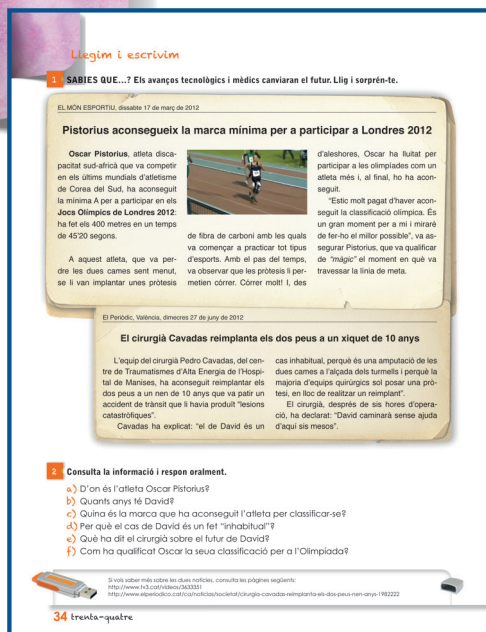 Llegim i escrivim
1 SABIES QUE...? Els avanços tecnològics i mèdics canviaran el futur. Llig i sorprén-te.
EL MÓN ESPORTIU, dissabte 17 de març de 2012
Pistorius aconsegueix la marca mínima per a participar a Londres 2012
Oscar Pistorius, atleta disca-
pacitat sud-africà que va competir
en els últims mundials d'atletisme
de Corea del Sud, ha aconseguit
la mínima A per a participar en els
Jocs Olímpics de Londres 2012:
ha fet els 400 metres en un temps
de 45'20 segons.
A aquest atleta, que va per-
dre les dues cames sent menut,
se li van implantar unes pròtesis
de fibra de carboni amb les quals
va començar a practicar tot tipus
d'esports. Amb el pas del temps,
va observar que les pròtesis li per-
metien córrer. Córrer molt! I, des
d'aleshores, Oscar ha lluitat per
participar a les olimpíades com un
atleta més i, al final, ho ha acon-
seguit.
"Estic molt pagat d'haver acon-
seguit la classificació olímpica. És
un gran moment per a mi i miraré
de fer-ho el millor possible", va as-
segurar Pistorius, que va qualificar
de "màgic" el moment en què va
travessar la línia de meta.
El Periòdic, València, dimecres 27 de juny de 2012
El cirurgià Cavadas reimplanta els dos peus a un xiquet de 10 anys
L'equip del cirurgià Pedro Cavadas, del cen-
tre de Traumatismes d'Alta Energia de l'Hospi-
tal de Manises, ha aconseguit reimplantar els
dos peus a un nen de 10 anys que va patir un
accident de trànsit que li havia produït "lesions
catastròfiques".
Cavadas ha explicat: "el de David és un
cas inhabitual, perquè és una amputació de les
dues cames a l'alçada dels turmells i perquè la
majoria d'equips quirúrgics sol posar una prò-
tesi, en lloc de realitzar un reimplant".
El cirurgià, després de sis hores d'opera-
ció, ha declarat: "David caminarà sense ajuda
d'aquí sis mesos".
2 Consulta la informació i respon oralment.
a) D'on és l'atleta Oscar Pistorius?
b) Quants anys té David?
c) Quina és la marca que ha aconseguit l'atleta per classificar-se?
d) Per què el cas de David és un fet "inhabitual"?
e) Què ha dit el cirurgià sobre el futur de David?
f) Com ha qualificat Oscar la seua classificació per a l'Olimpíada?
Si vols saber més sobre les dues notícies, consulta les pàgines següents:
http://www.tv3.cat/videos/3633351
http://www.elperiodico.cat/ca/noticias/societat/cirurgia-cavadas-reimplanta-els-dos-peus-nen-anys-1982222
34 trenta-quatre